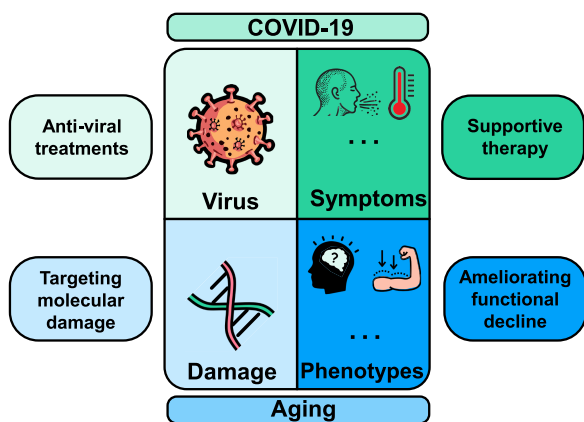 COVID-19
Anti-viral
treatments
Virus
...
Symptoms
Supportive
therapy
Targeting
molecular
damage
Damage
?
...
Phenotypes
Ameliorating
functional
decline
Aging